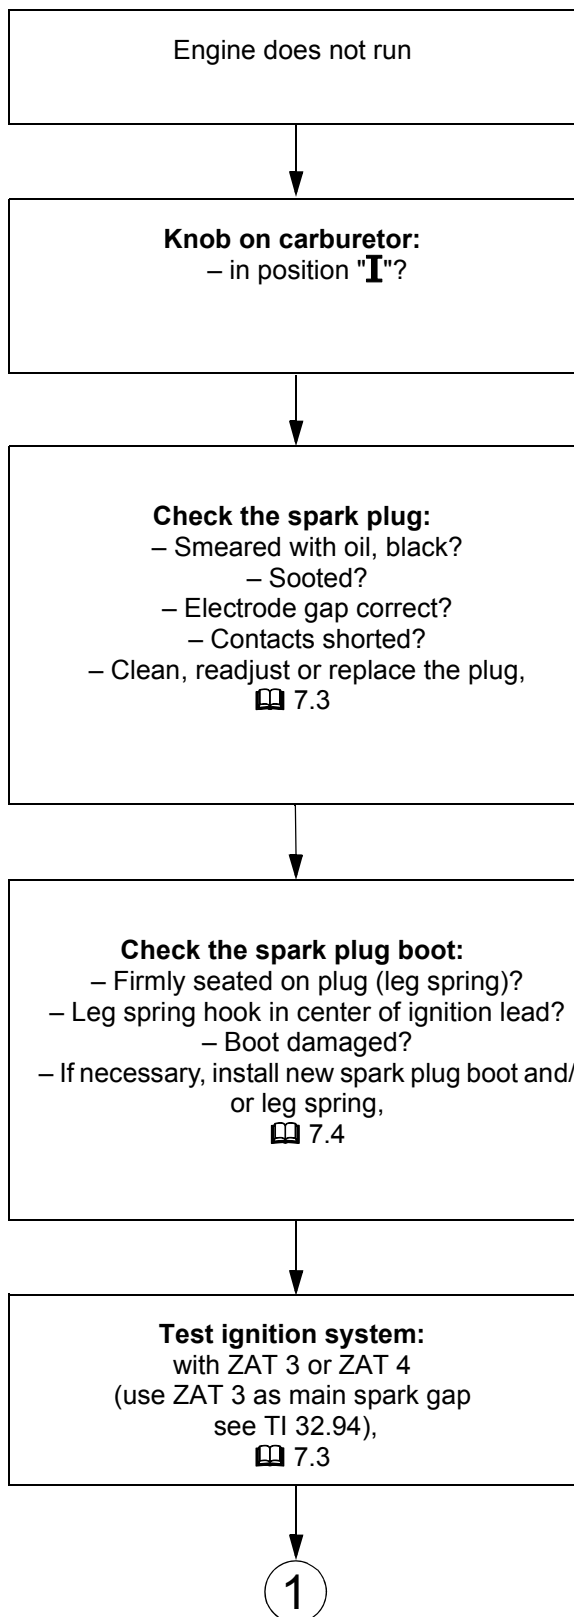 Engine does not run
Knob on carburetor:
– in position "I"?
Check the spark plug:
– Smeared with oil, black?
– Sooted?
– Electrode gap correct?
– Contacts shorted?
– Clean, readjust or replace the plug,
7.3
Check the spark plug boot:
– Firmly seated on plug (leg spring)?
– Leg spring hook in center of ignition lead?
– Boot damaged?
– If necessary, install new spark plug boot and/
or leg spring,
7.4
Test ignition system:
with ZAT 3 or ZAT 4
(use ZAT 3 as main spark gap
see TI 32.94),
7.3
1